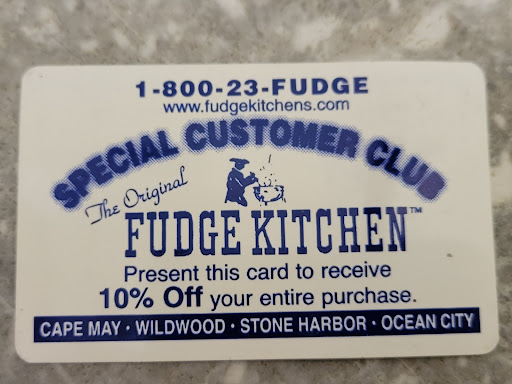 1-800-23-FUDGE
www.fudgekitchens.com
SPECIAL CUSTOMER CLUB
The Original
FUDGE KITCHEN™
Present this card to receive
10% Off your entire purchase.
CAPE MAY · WILDWOOD · STONE HARBOR · OCEAN CITY